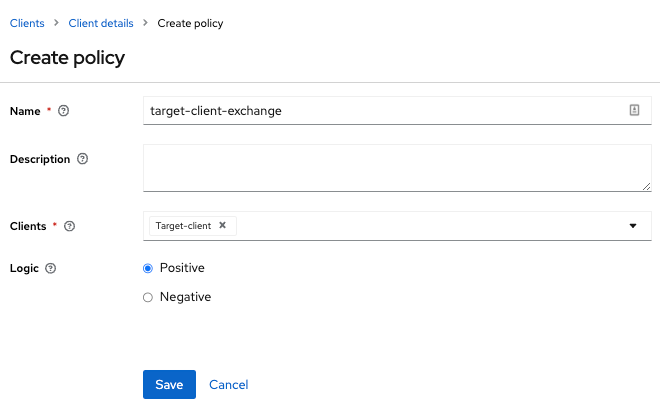 Clients > Client details > Create policy
Create policy
Name * target-client-exchange
Description
Clients * Target-client
Logic Positive
Negative
Save Cancel